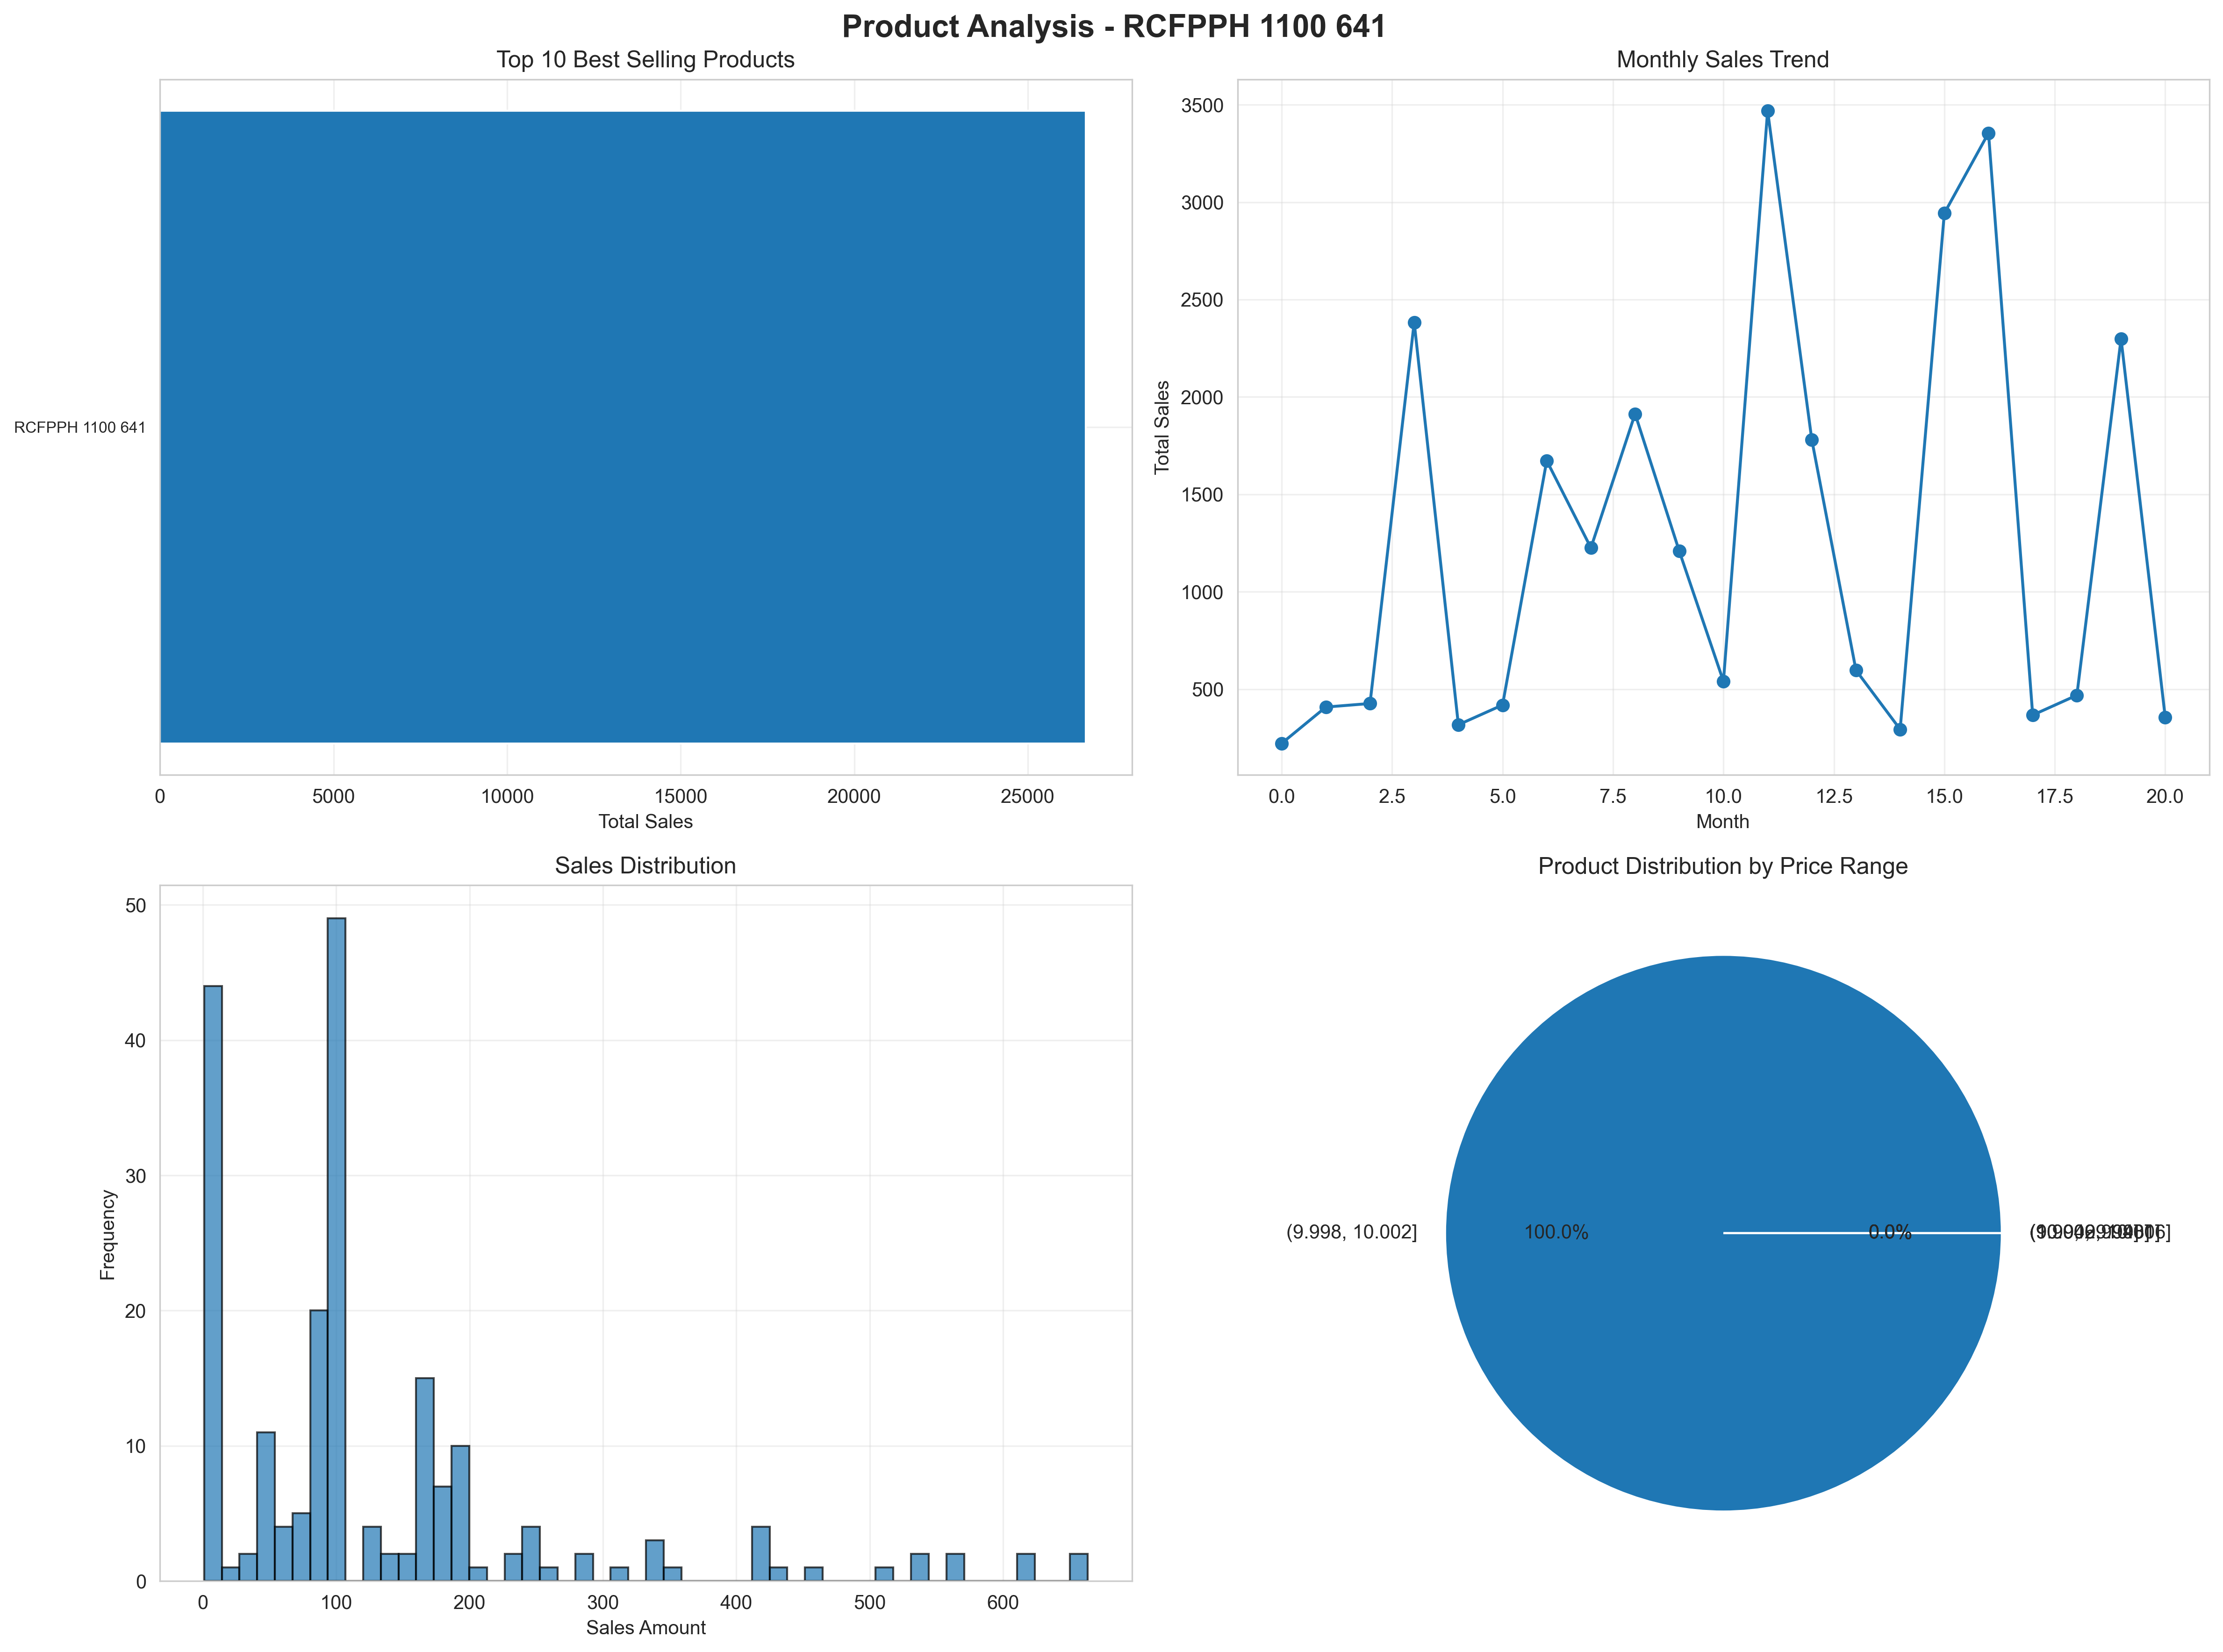 Product Analysis - RCFPPH 1100 641
Top 10 Best Selling Products
RCFPPH 1100 641
0 5000 10000 15000 20000 25000
Total Sales
Monthly Sales Trend
Total Sales
3500
3000
2500
2000
1500
1000
500
0.0 2.5 5.0 7.5 10.0 12.5 15.0 17.5 20.0
Month
Sales Distribution
Frequency
50
40
30
20
10
0
0 100 200 300 400 500 600
Sales Amount
Product Distribution by Price Range
(9.998, 10.002] 100.0% 0.0%